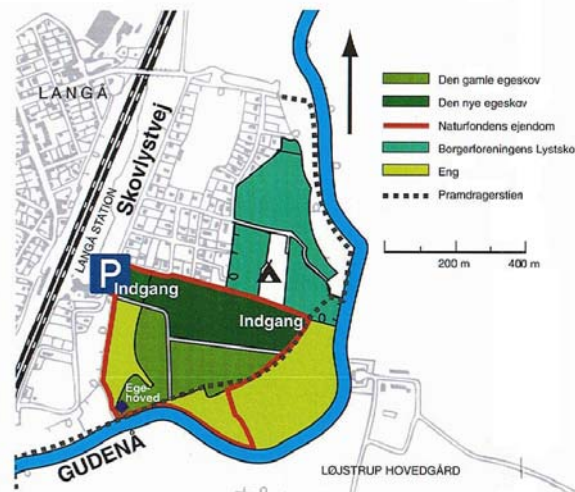 LANGÅ
Skovlystvej
LANGÅ STATION
P
Indgang
Indgang
Ege-
hoved
GUDENÅ
LØJSTRUP HOVEDGÅRD
Den gamle egeskov
Den nye egeskov
Naturfondens ejendom
Borgerforeningens Lystsko
Eng
Pramdragerstien
200 m
400 m